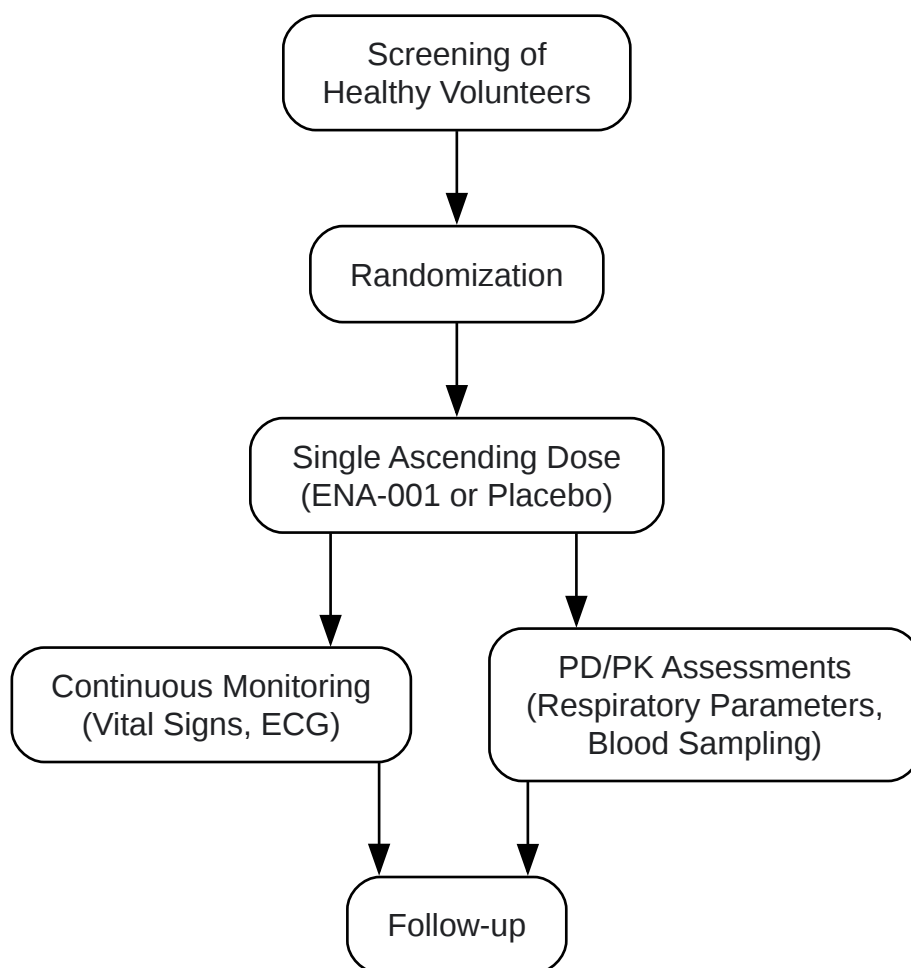 Screening of
Healthy Volunteers
Randomization
Single Ascending Dose
(ENA-001 or Placebo)
Continuous Monitoring
(Vital Signs, ECG)
PD/PK Assessments
(Respiratory Parameters,
Blood Sampling)
Follow-up